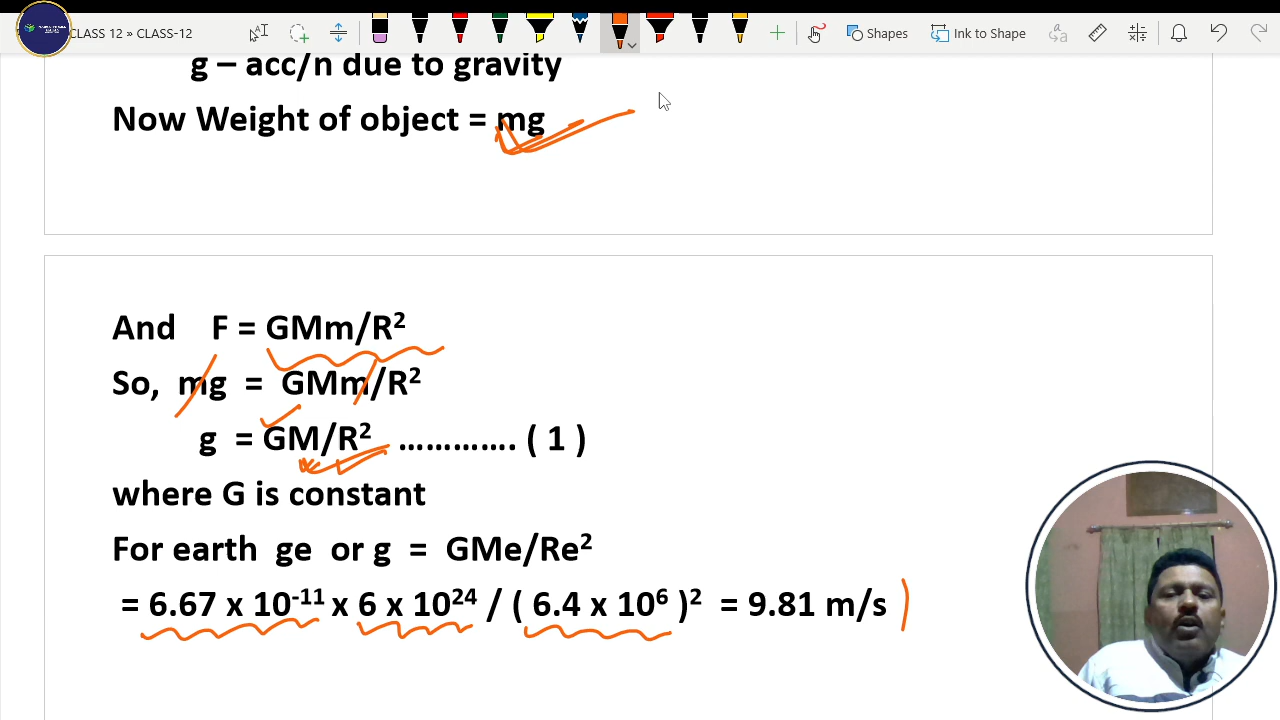 CLASS 12 » CLASS-12
Shapes
Ink to Shape
g – acc/n due to gravity
Now Weight of object = mg
And F = GMm/R²
So, mg = GMm/R²
g = GM/R² …………. ( 1 )
where G is constant
For earth ge or g = GMe/Re²
= 6.67 x 10⁻¹¹ x 6 x 10²⁴ / ( 6.4 x 10⁶ )² = 9.81 m/s